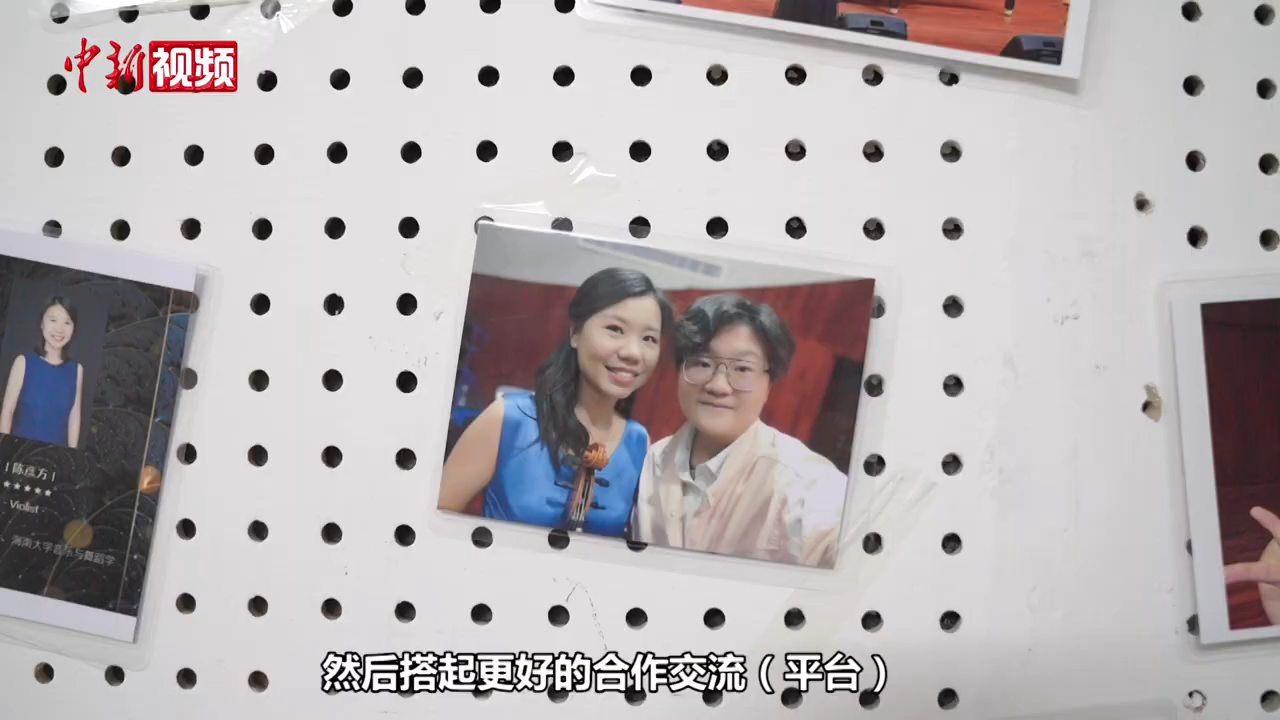 中新视频
| 陈彦方 |
★★★★★
- Violist -
海南大学音乐与舞蹈学
然后搭起更好的合作交流（平台）